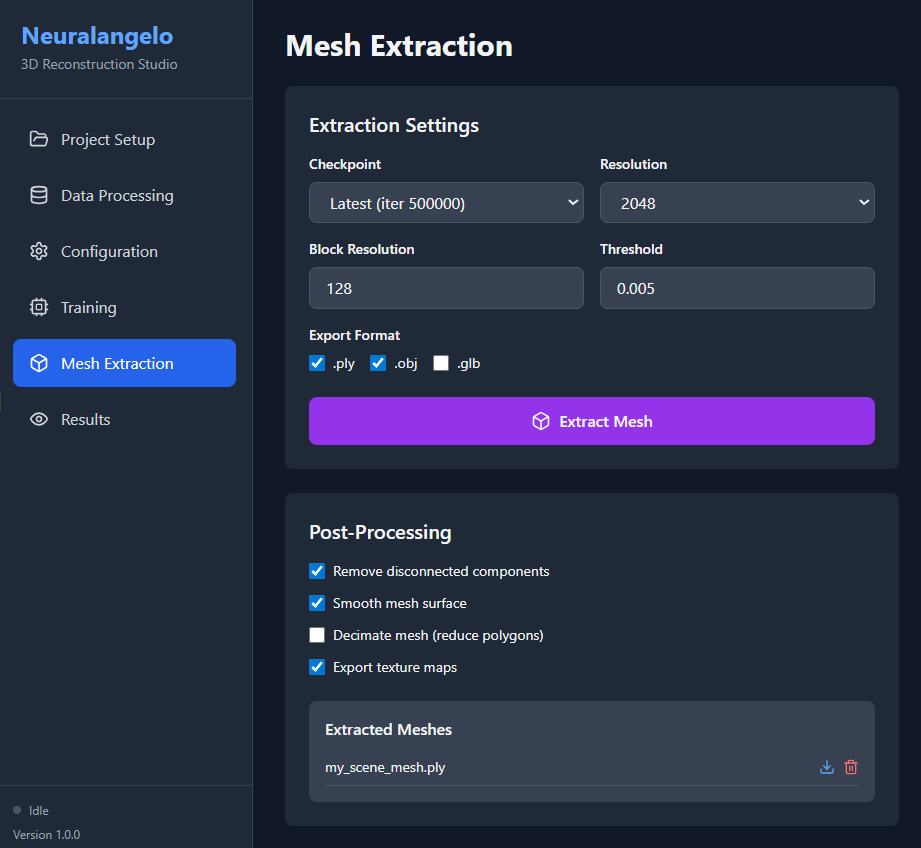 Neuralangelo
3D Reconstruction Studio
Project Setup
Data Processing
Configuration
Training
Mesh Extraction
Results
Idle
Version 1.0.0
Mesh Extraction
Extraction Settings
Checkpoint
Latest (iter 500000)
Resolution
2048
Block Resolution
128
Threshold
0.005
Export Format
.ply .obj .glb
Extract Mesh
Post-Processing
Remove disconnected components
Smooth mesh surface
Decimate mesh (reduce polygons)
Export texture maps
Extracted Meshes
my_scene_mesh.ply